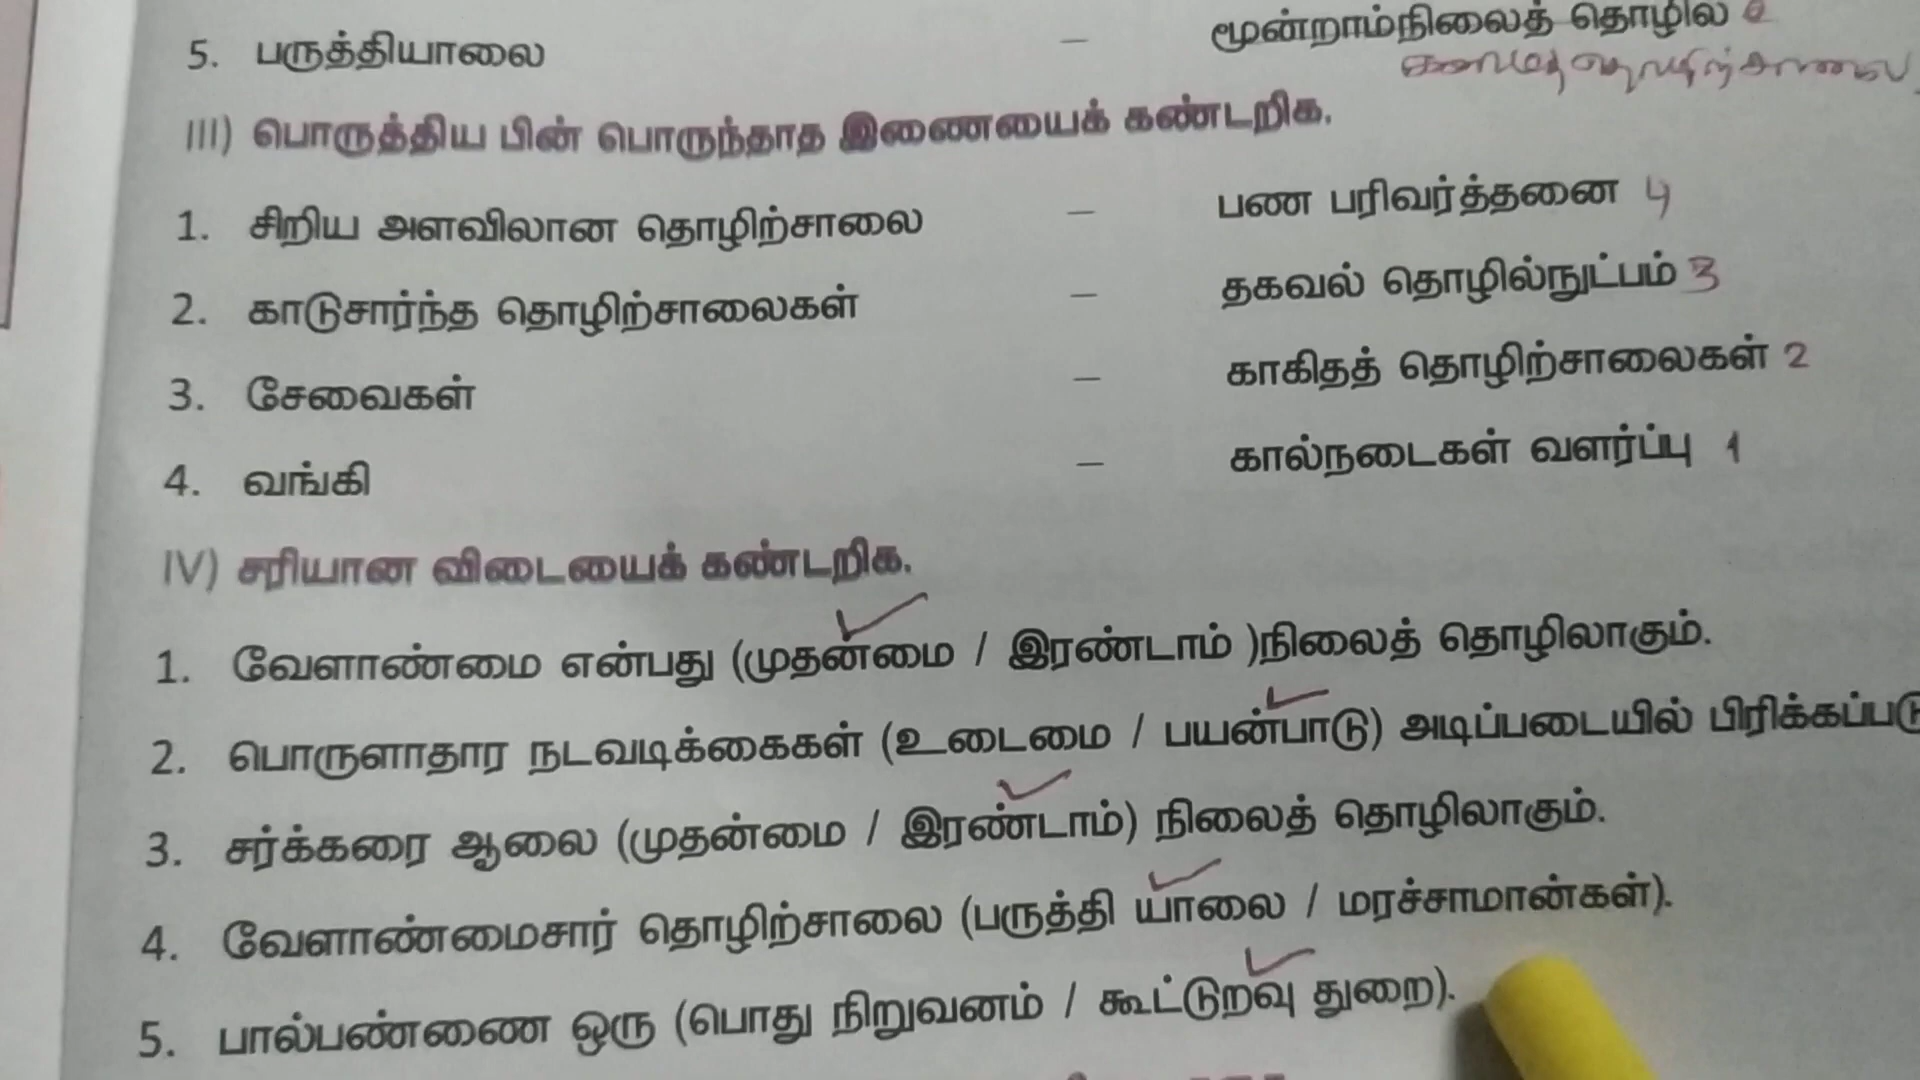 5. பருத்தியாலை – மூன்றாம்நிலைத் தொழில்
III) பொருத்திய பின் பொருந்தாத இணையைக் கண்டறிக.
1. சிறிய அளவிலான தொழிற்சாலை – பண பரிவர்த்தனை 4
2. காடுசார்ந்த தொழிற்சாலைகள் – தகவல் தொழில்நுட்பம் 3
3. சேவைகள் – காகிதத் தொழிற்சாலைகள் 2
4. வங்கி – கால்நடைகள் வளர்ப்பு 1
IV) சரியான விடையைக் கண்டறிக.
1. வேளாண்மை என்பது (முதன்மை / இரண்டாம் )நிலைத் தொழிலாகும்.
2. பொருளாதார நடவடிக்கைகள் (உடைமை / பயன்பாடு) அடிப்படையில் பிரிக்கப்படு
3. சர்க்கரை ஆலை (முதன்மை / இரண்டாம்) நிலைத் தொழிலாகும்.
4. வேளாண்மைசார் தொழிற்சாலை (பருத்தி யாலை / மரச்சாமான்கள்).
5. பால்பண்ணை ஒரு (பொது நிறுவனம் / கூட்டுறவு துறை).